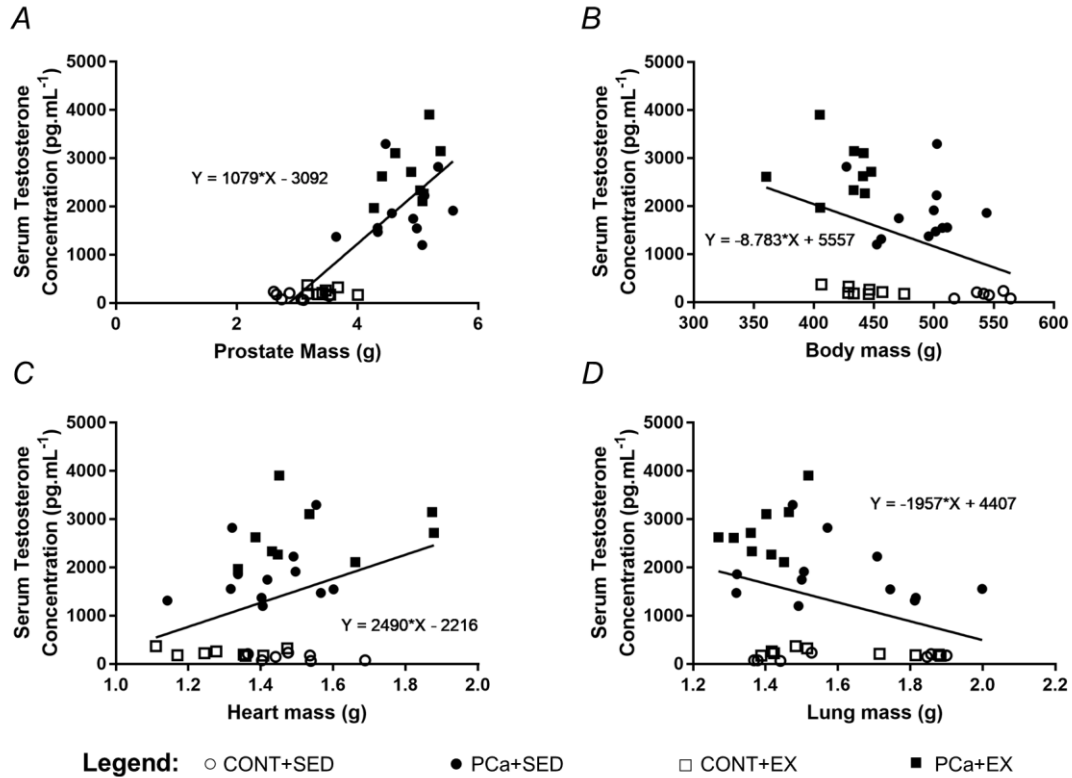 A
Serum Testosterone
Concentration (pg.mL⁻¹)
5000
4000
3000
2000
1000
0
Y = 1079*X - 3092
0
2
4
6
Prostate Mass (g)
B
Serum Testosterone
Concentration (pg.mL⁻¹)
5000
4000
3000
2000
1000
0
Y = -8.783*X + 5557
300
350
400
450
500
550
600
Body mass (g)
C
Serum Testosterone
Concentration (pg.mL⁻¹)
5000
4000
3000
2000
1000
0
Y = 2490*X - 2216
1.0
1.2
1.4
1.6
1.8
2.0
Heart mass (g)
D
Serum Testosterone
Concentration (pg.mL⁻¹)
5000
4000
3000
2000
1000
0
Y = -1957*X + 4407
1.2
1.4
1.6
1.8
2.0
2.2
Lung mass (g)
Legend: CONT+SED PCa+SED CONT+EX PCa+EX